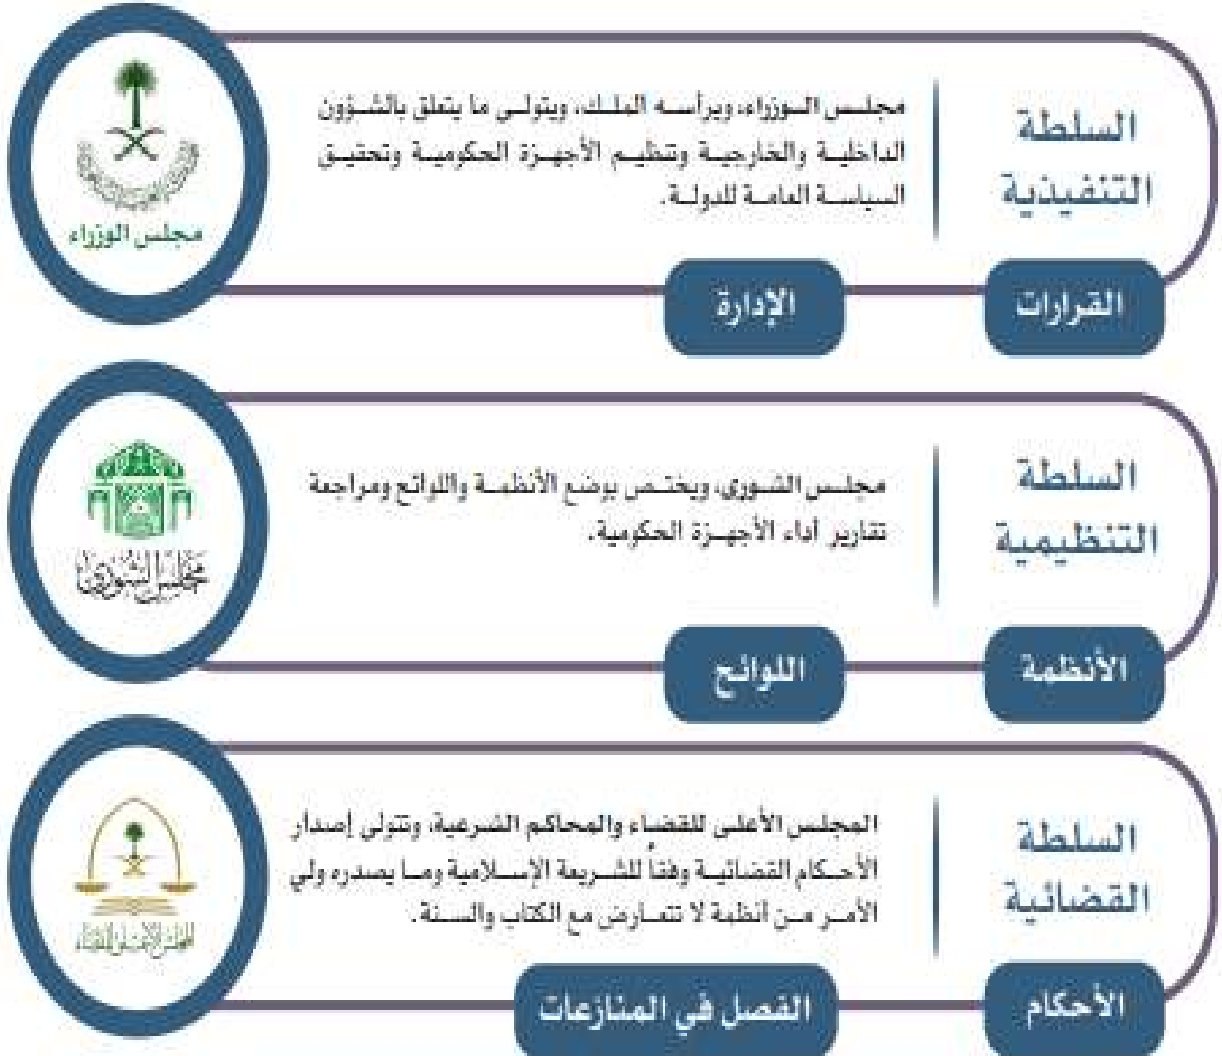 السلطة
التنفيذية
مجلس الوزراء، ويرأسه الملك، ويتولى ما يتعلق بالشؤون
الداخلية والخارجية وتنظيم الأجهزة الحكومية وتحقيق
السياسة العامة للدولة.
مجلس الوزراء
القرارات
الإدارة
السلطة
التنظيمية
مجلس الشورى، ويختص بوضع الأنظمة واللوائح ومراجعة
تقارير أداء الأجهزة الحكومية.
مجلس الشورى
الأنظمة
اللوائح
السلطة
القضائية
المجلس الأعلى للقضاء والمحاكم الشرعية، وتتولى إصدار
الأحكام القضائية وفقاً للشريعة الإسلامية وما يصدره ولي
الأمر من أنظمة لا تتعارض مع الكتاب والسنة.
المجلس الأعلى للقضاء
الأحكام
الفصل في المنازعات